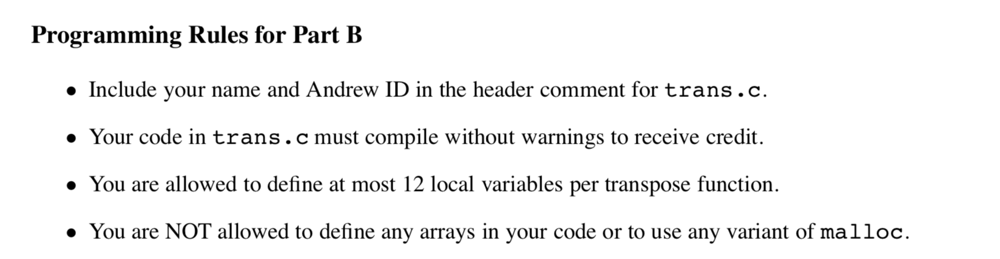 Programming Rules for Part B
• Include your name and Andrew ID in the header comment for trans.c.
• Your code in trans.c must compile without warnings to receive credit.
• You are allowed to define at most 12 local variables per transpose function.
• You are NOT allowed to define any arrays in your code or to use any variant of malloc.